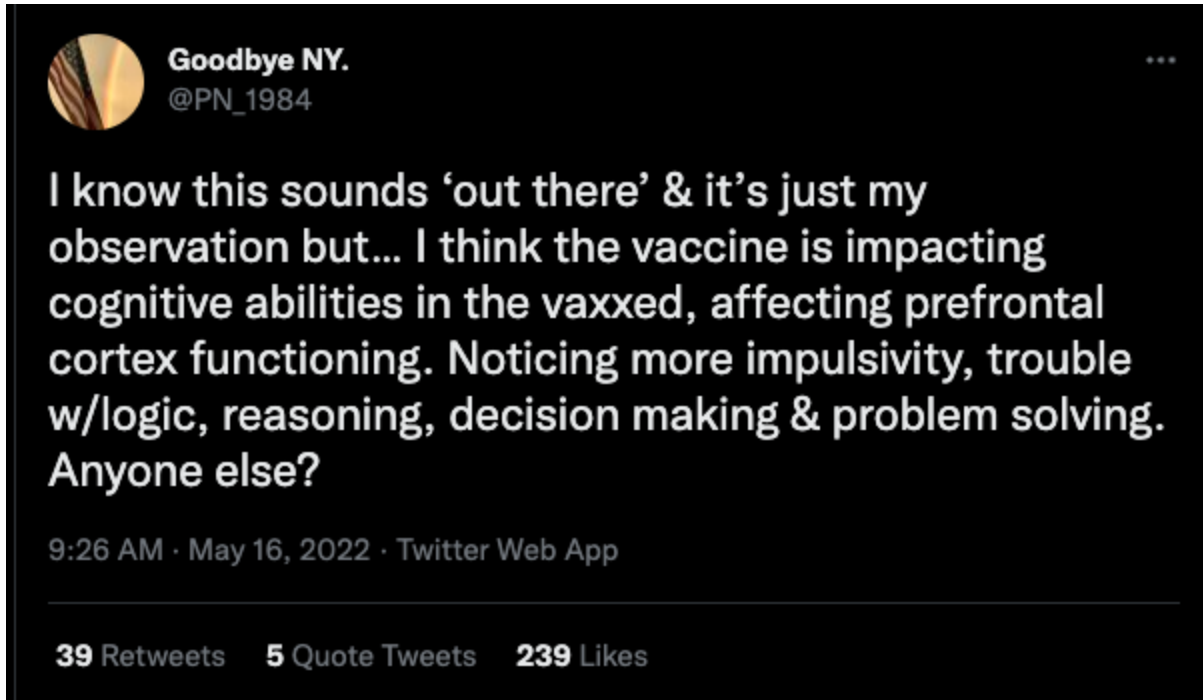 Goodbye NY.
@PN_1984
I know this sounds ‘out there’ & it’s just my
observation but... I think the vaccine is impacting
cognitive abilities in the vaxxed, affecting prefrontal
cortex functioning. Noticing more impulsivity, trouble
w/logic, reasoning, decision making & problem solving.
Anyone else?
9:26 AM · May 16, 2022 · Twitter Web App
39 Retweets 5 Quote Tweets 239 Likes